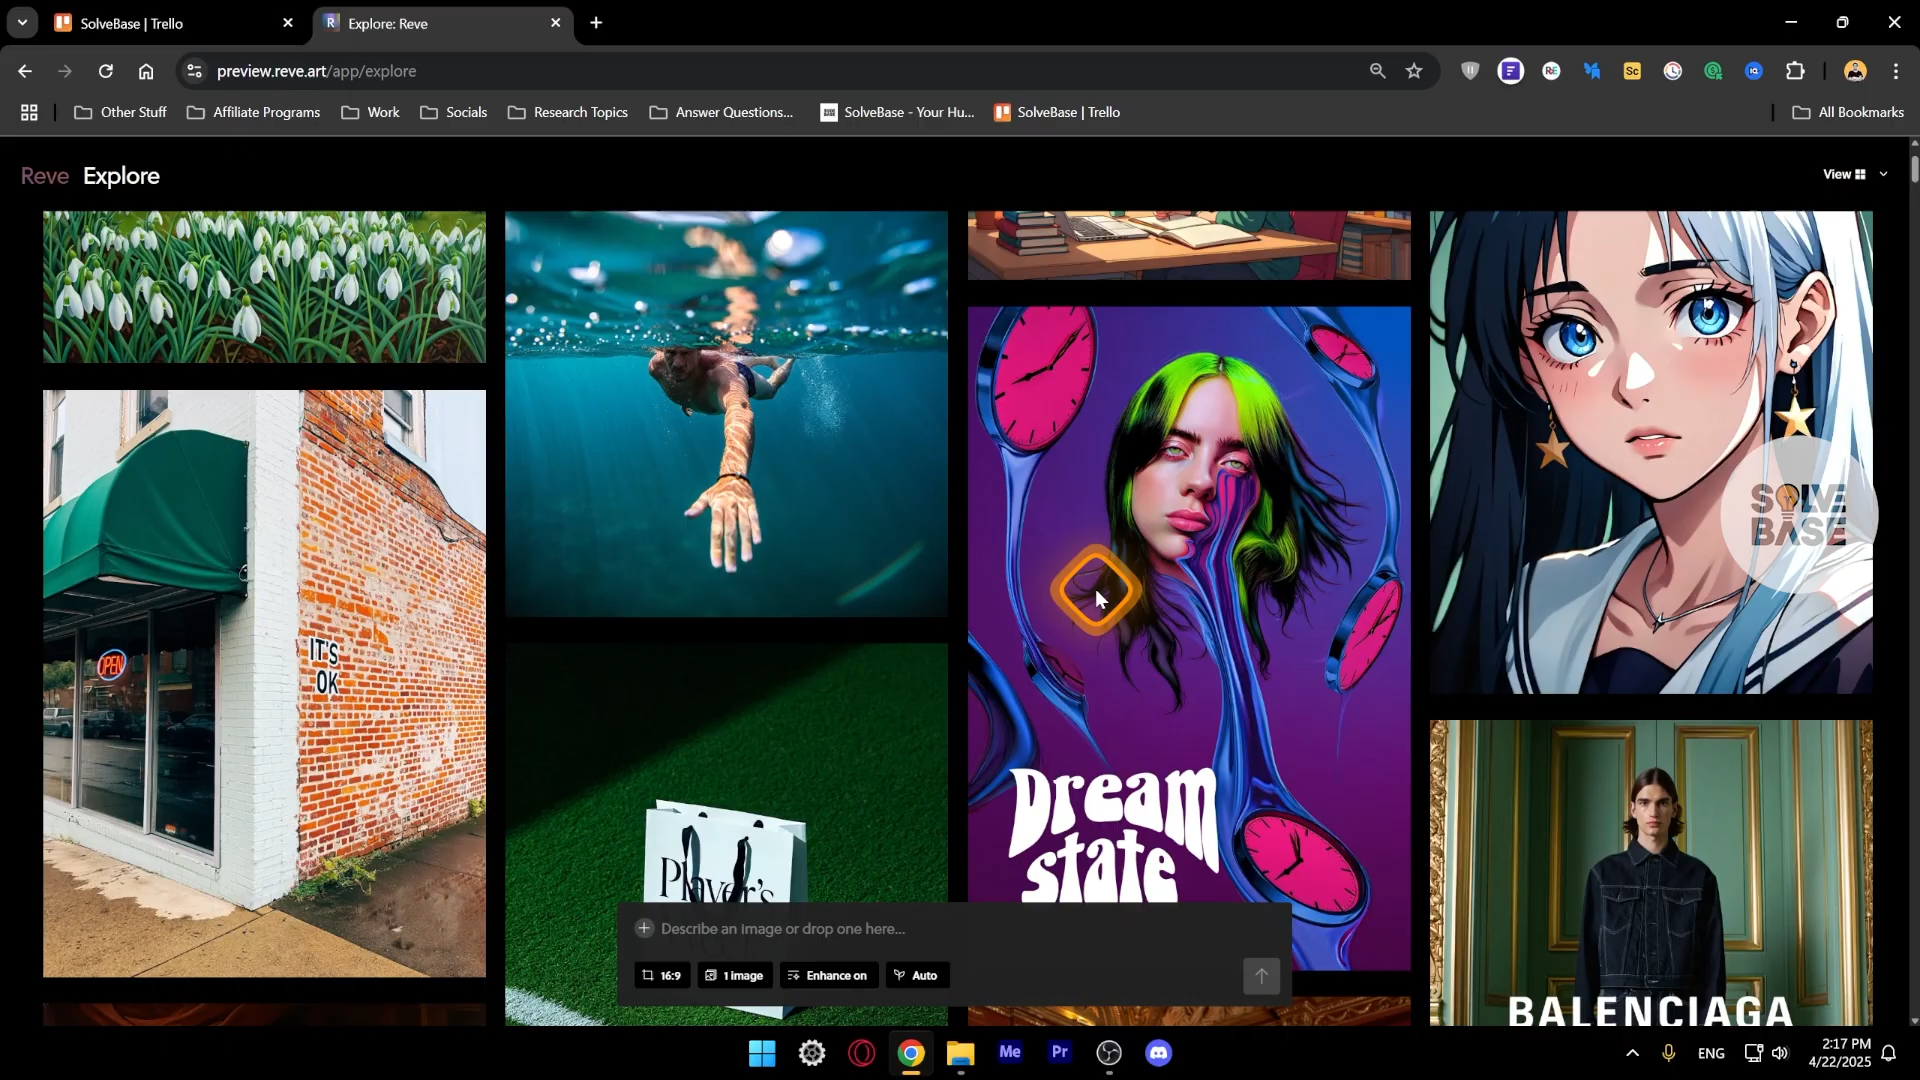 SolveBase | Trello
Explore: Reve
preview.reve.art/app/explore
Other Stuff
Affiliate Programs
Work
Socials
Research Topics
Answer Questions...
SolveBase - Your Hu...
SolveBase | Trello
All Bookmarks
Reve Explore
View
OPEN
IT'S
OK
Player's
Dream
state
SOLVE
BASE
BALENCIAGA
Describe an image or drop one here...
16:9
1 image
Enhance on
Auto
Me
Pr
ENG
2:17 PM
4/22/2025